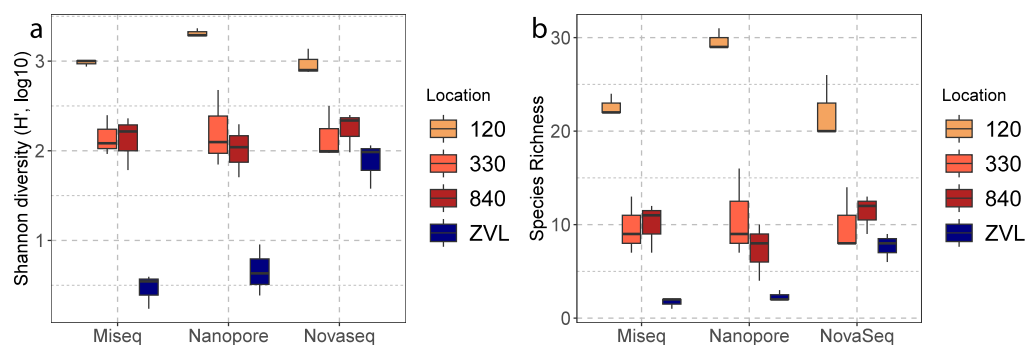 a
Shannon diversity (H', log10)
3
2
1
Miseq Nanopore Novaseq
Location
120
330
840
ZVL
b
Species Richness
30
20
10
0
Miseq Nanopore NovaSeq
Location
120
330
840
ZVL